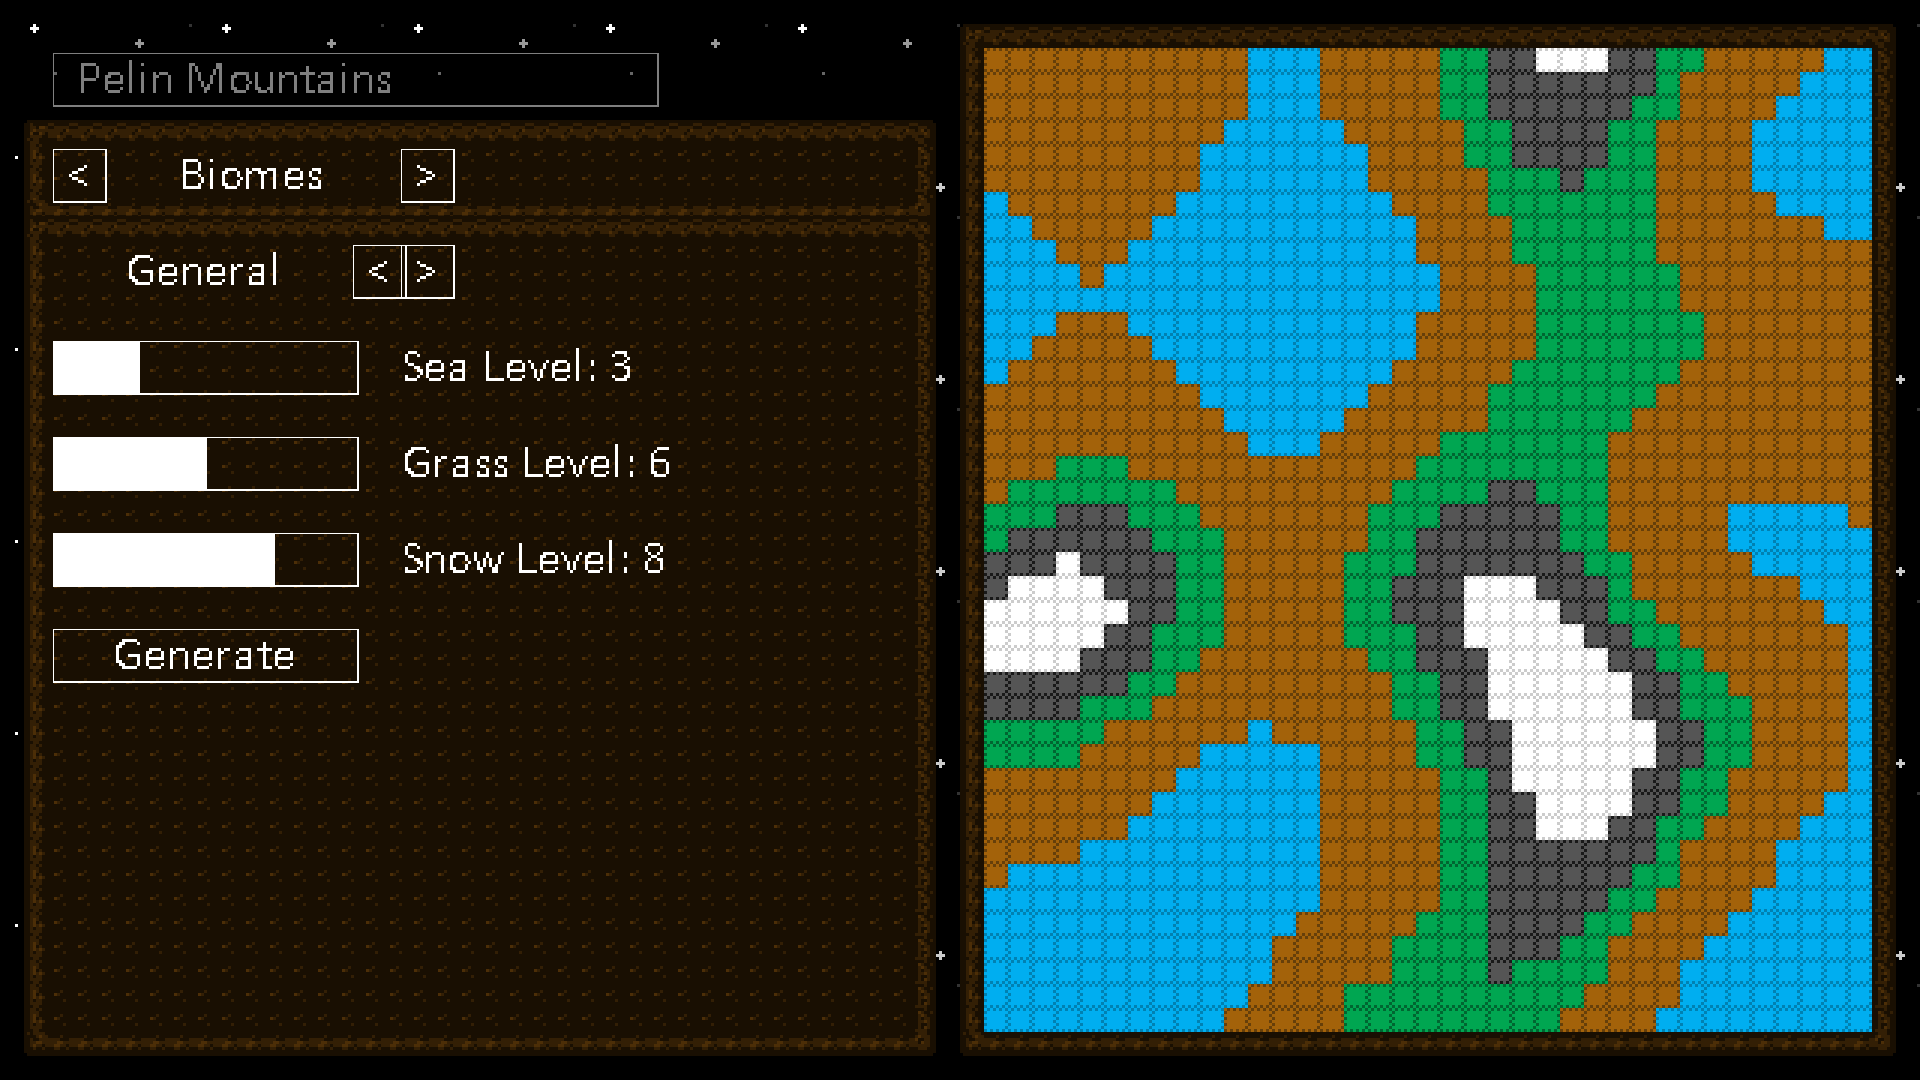 Pelin Mountains
< Biomes >
General < >
Sea Level: 3
Grass Level: 6
Snow Level: 8
Generate